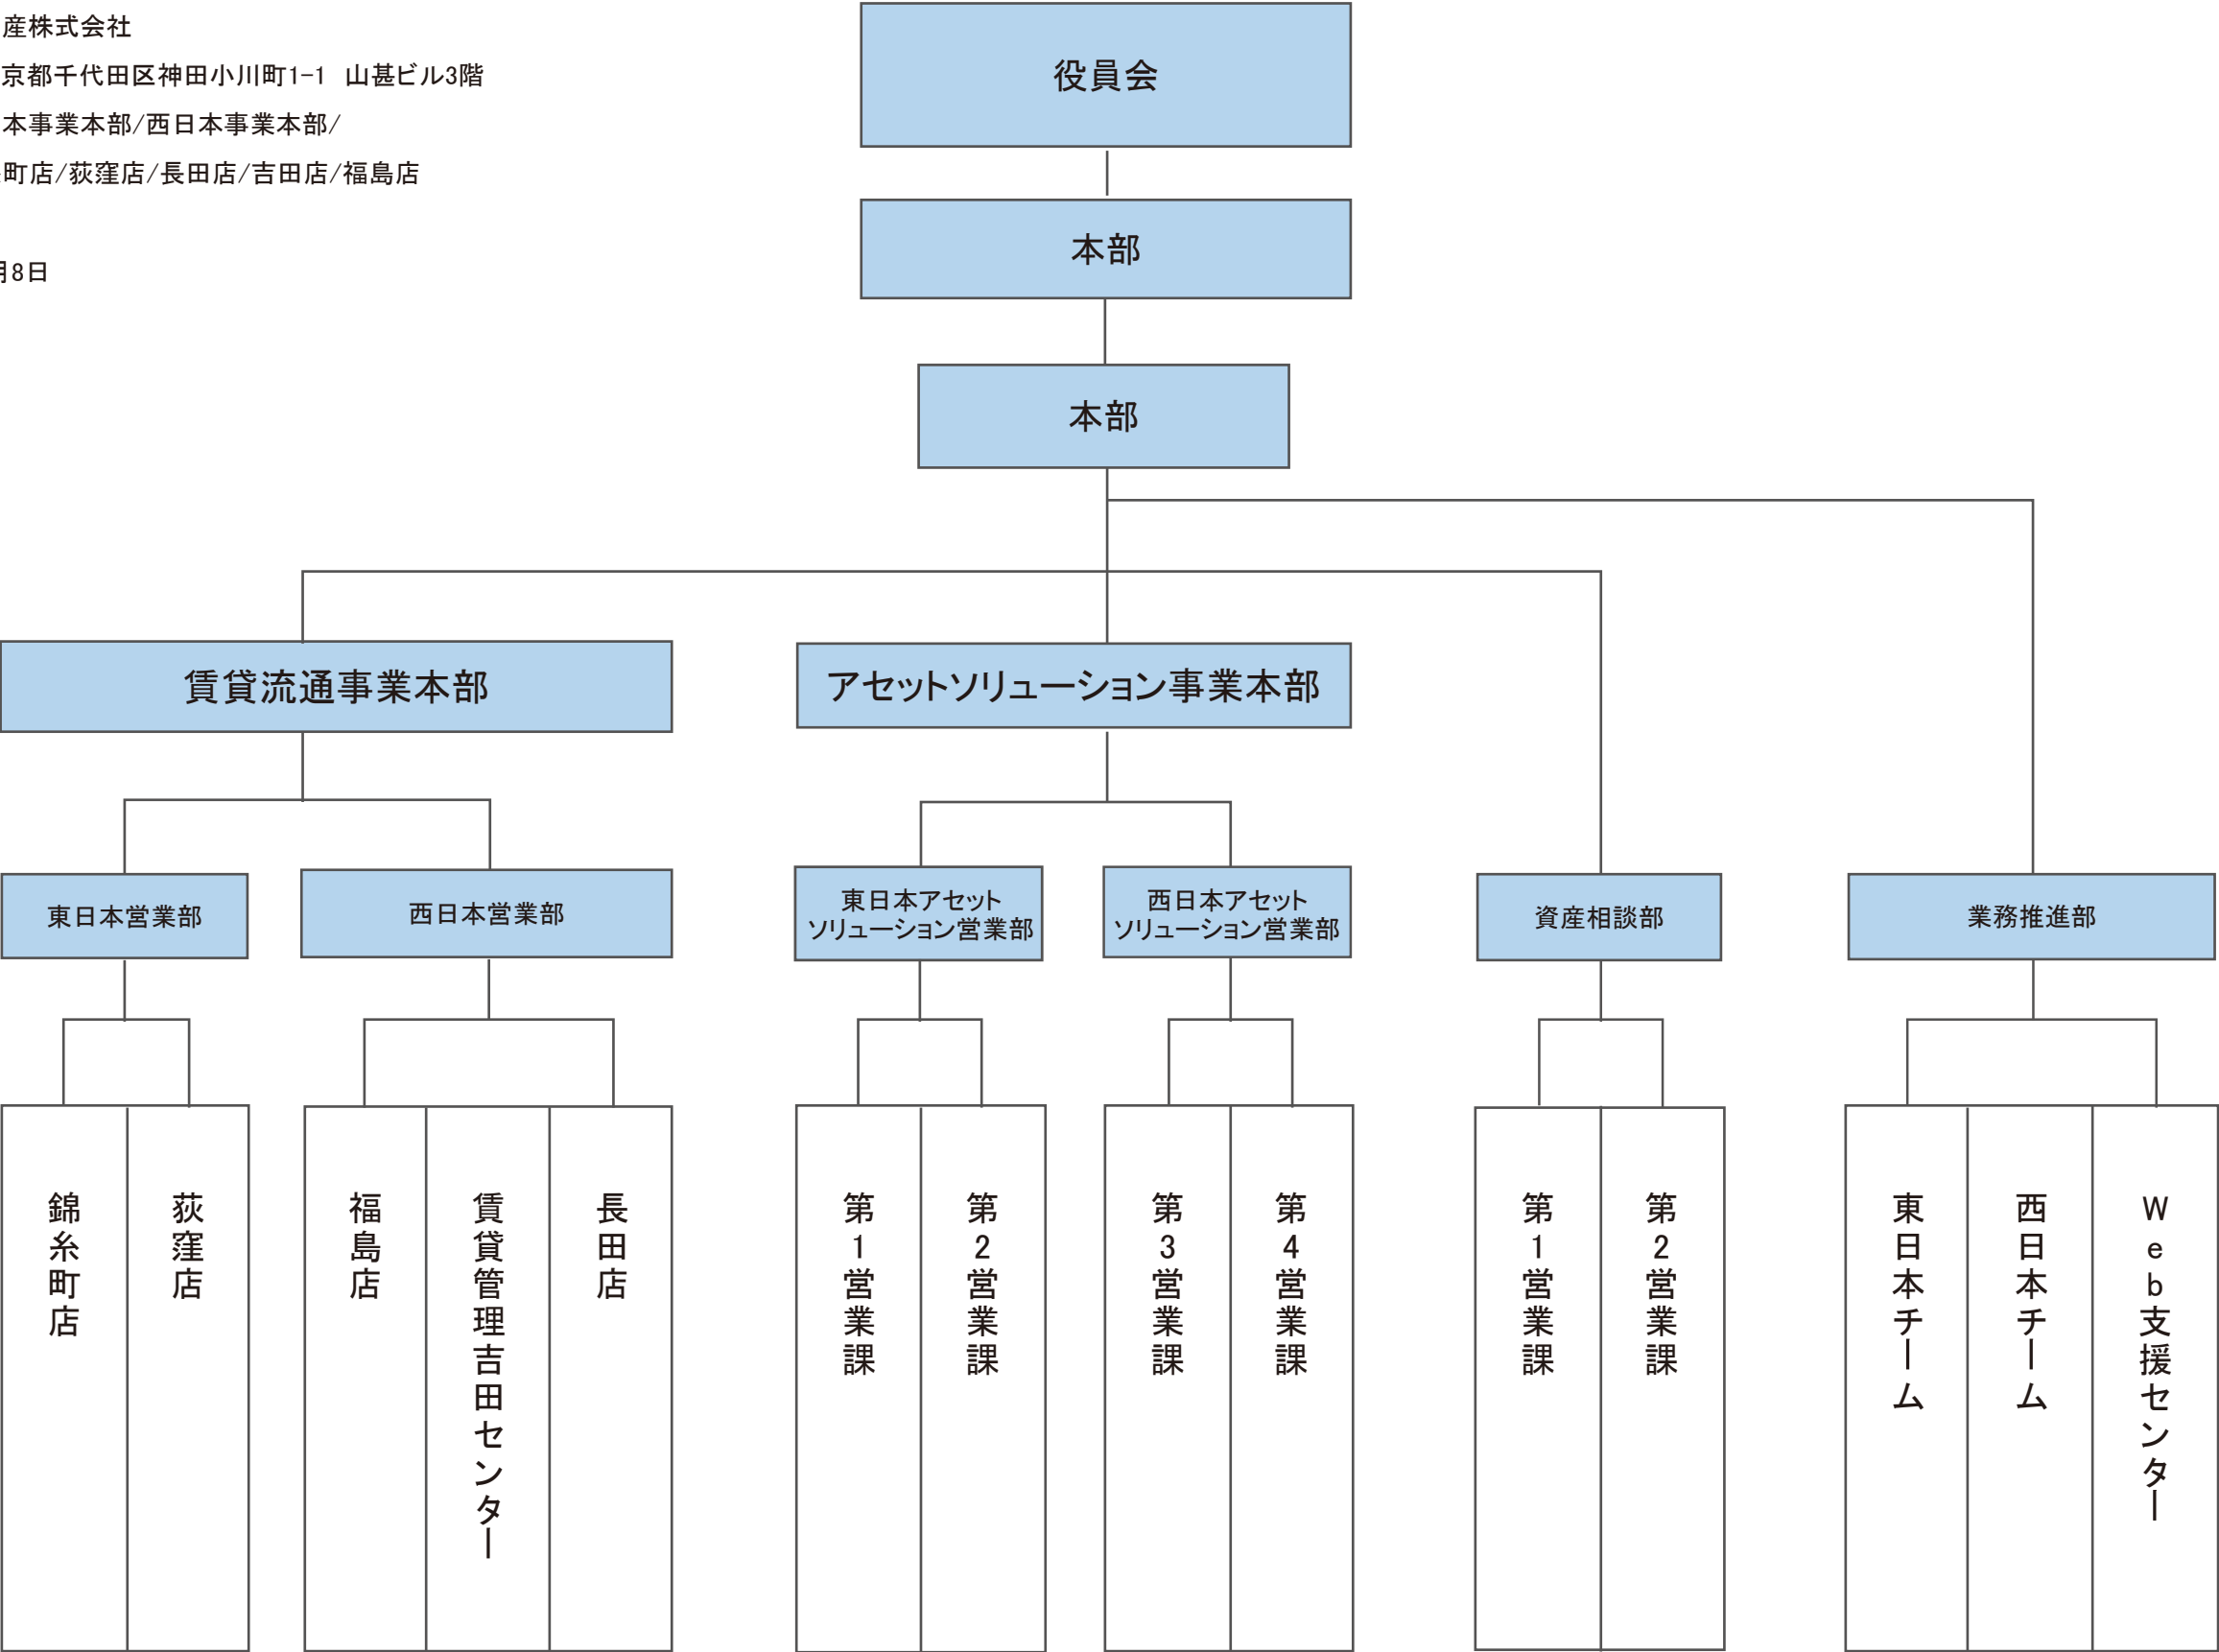 産株式会社
京都千代田区神田小川町1-1 山甚ビル3階
本事業本部/西日本事業本部/
町店/荻窪店/長田店/吉田店/福島店
月8日
役員会
本部
本部
賃貸流通事業本部
アセットソリューション事業本部
東日本営業部
西日本営業部
東日本アセット
ソリューション営業部
西日本アセット
ソリューション営業部
資産相談部
業務推進部
錦糸町店
荻窪店
福島店
賃貸管理吉田センター
長田店
第1営業課
第2営業課
第3営業課
第4営業課
第1営業課
第2営業課
東日本チーム
西日本チーム
Web支援センター